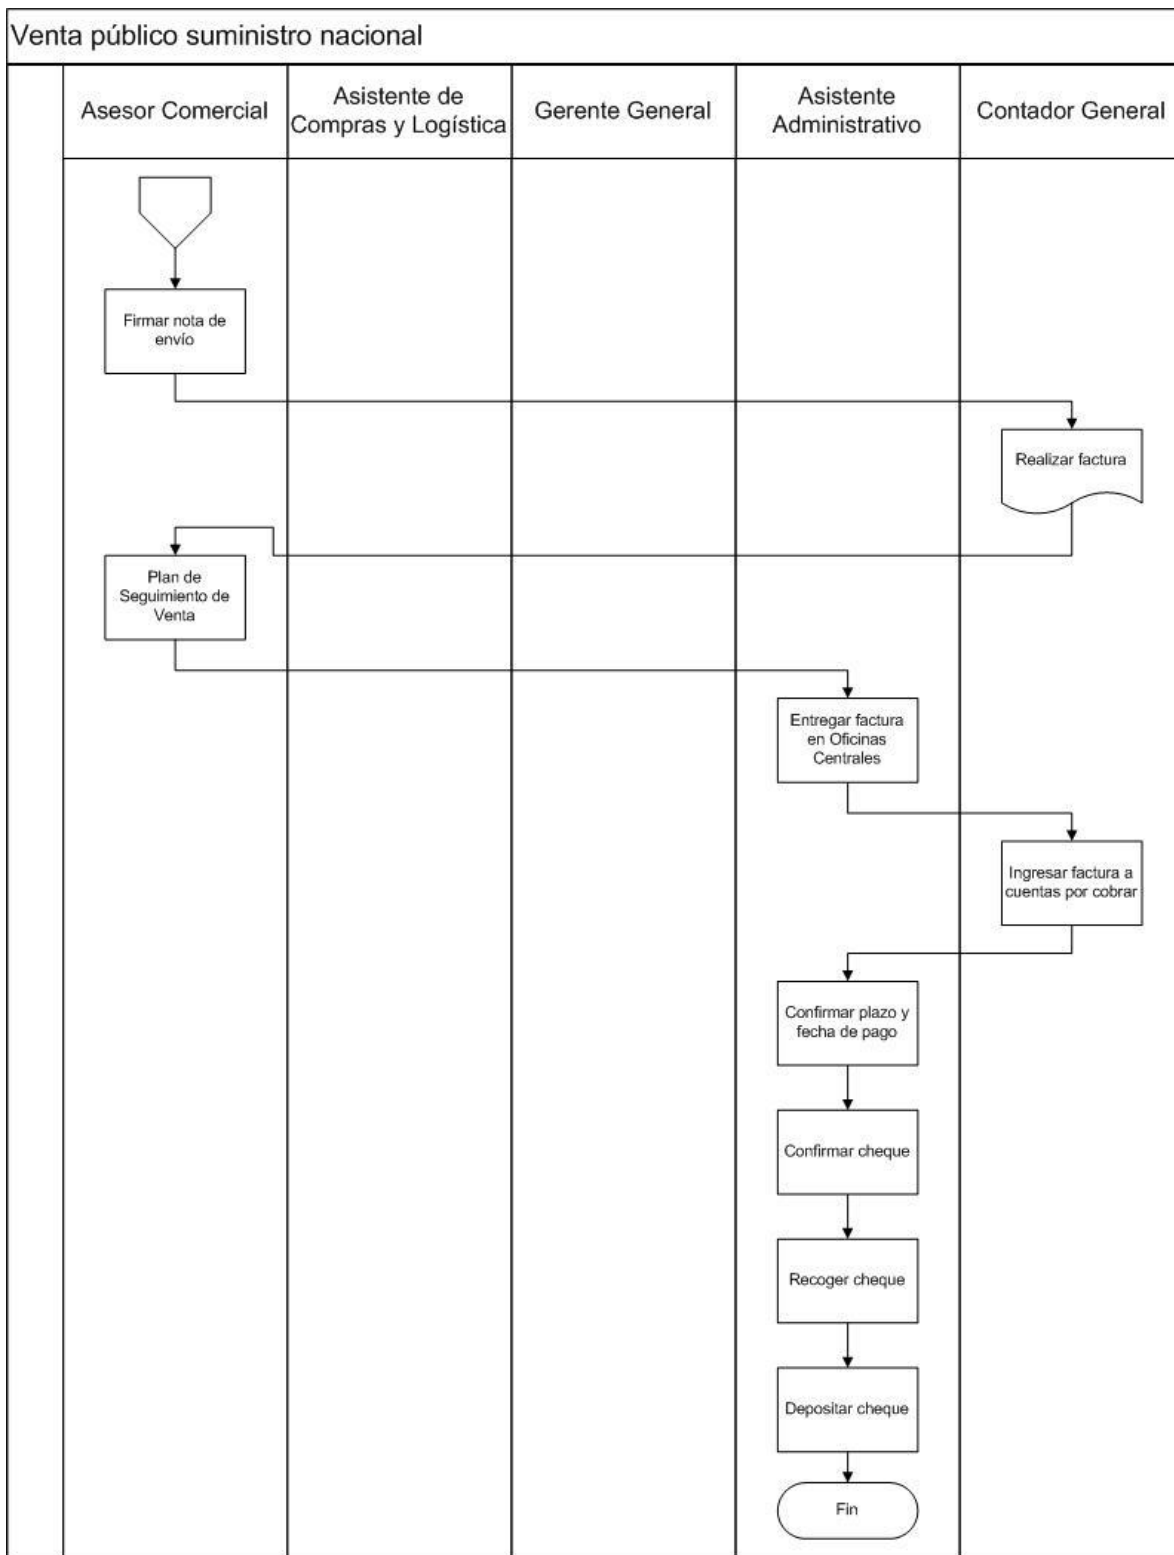 Venta público suministro nacional
Asesor Comercial
Asistente de
Compras y Logística
Gerente General
Asistente
Administrativo
Contador General
Firmar nota de
envío
Realizar factura
Plan de
Seguimiento de
Venta
Entregar factura
en Oficinas
Centrales
Ingresar factura a
cuentas por cobrar
Confirmar plazo y
fecha de pago
Confirmar cheque
Recoger cheque
Depositar cheque
Fin